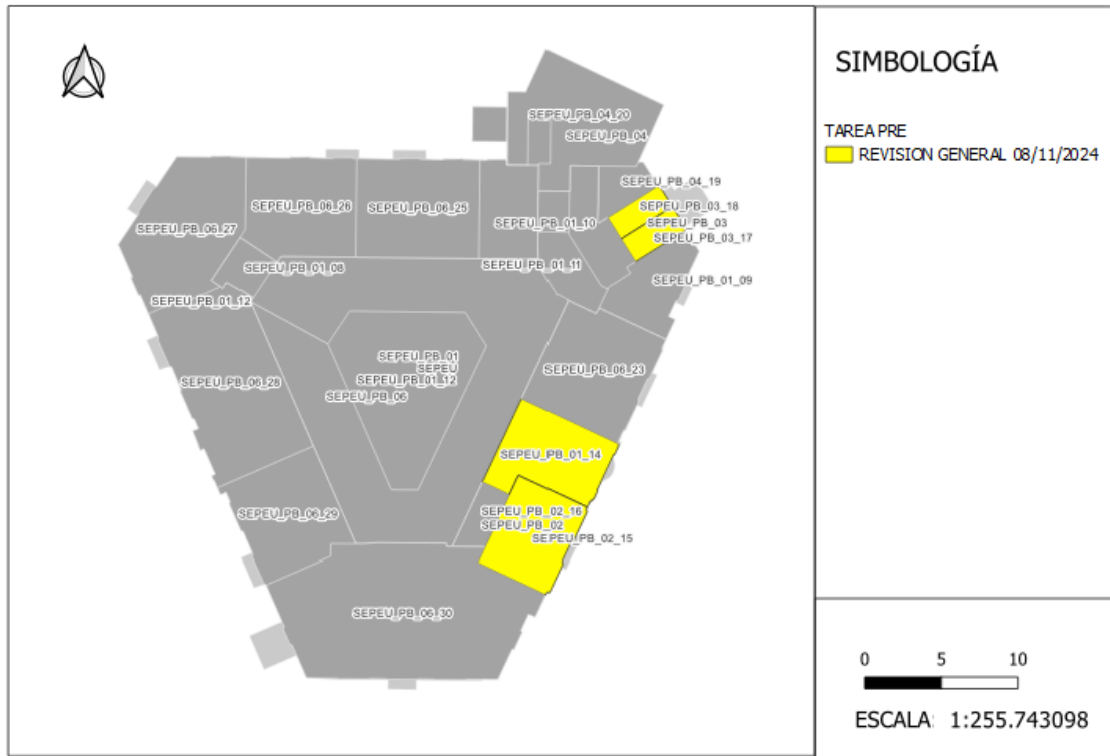 SEPEU_PB_04_20
SEPEU_PB_04
SEPEU_PB_04_19
SEPEU_PB_03_18
SEPEU_PB_03
SEPEU_PB_03_17
SEPEU_PB_06_26
SEPEU_PB_06_25
SEPEU_PB_01_10
SEPEU_PB_06_27
SEPEU_PB_01_08
SEPEU_PB_01_11
SEPEU_PB_01_09
SEPEU_PB_01_12
SEPEU_PB_01
SEPEU
SEPEU_PB_01_12
SEPEU_PB_06
SEPEU_PB_06_23
SEPEU_PB_06_28
SEPEU_PB_01_14
SEPEU_PB_06_29
SEPEU_PB_02_16
SEPEU_PB_02
SEPEU_PB_02_15
SEPEU_PB_06_30
SIMBOLOGÍA
TAREA PRE
REVISION GENERAL 08/11/2024
0 5 10
ESCALA: 1:255.743098